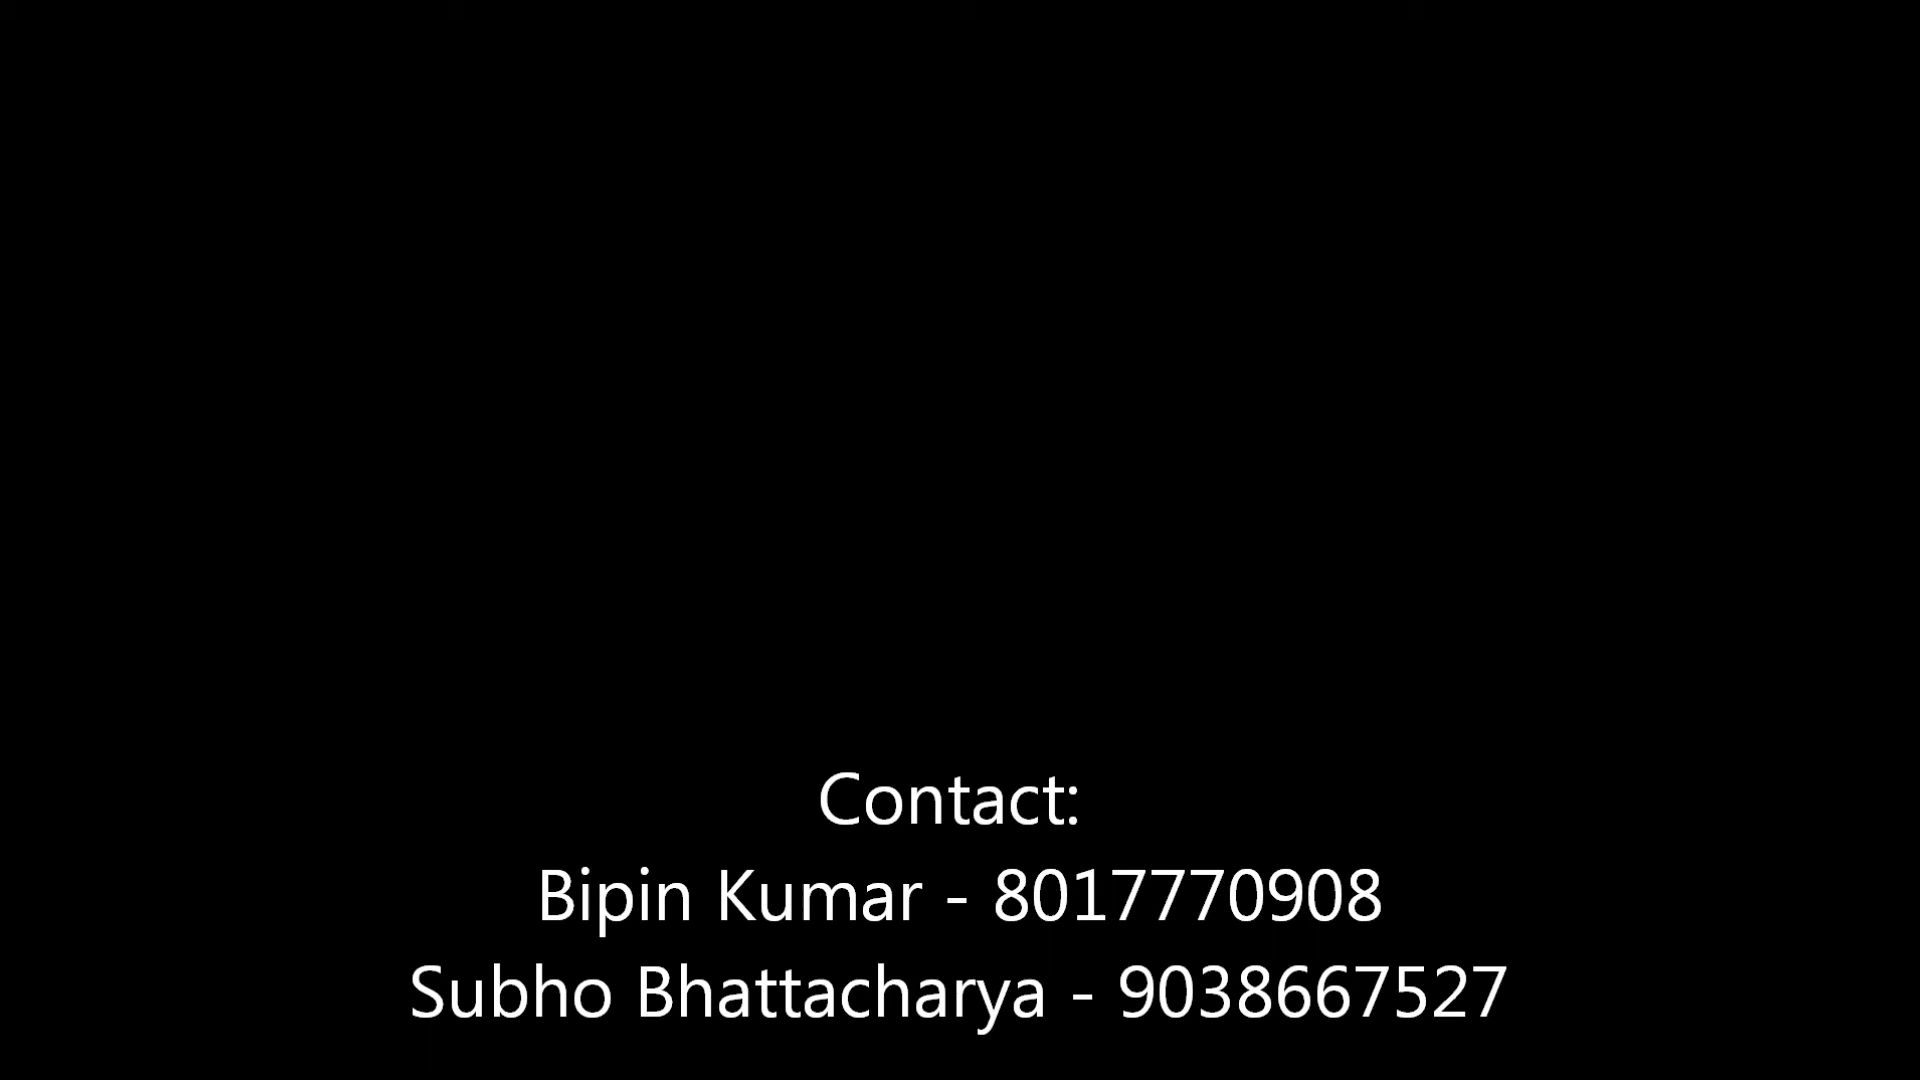 Contact:
Bipin Kumar - 8017770908
Subho Bhattacharya - 9038667527